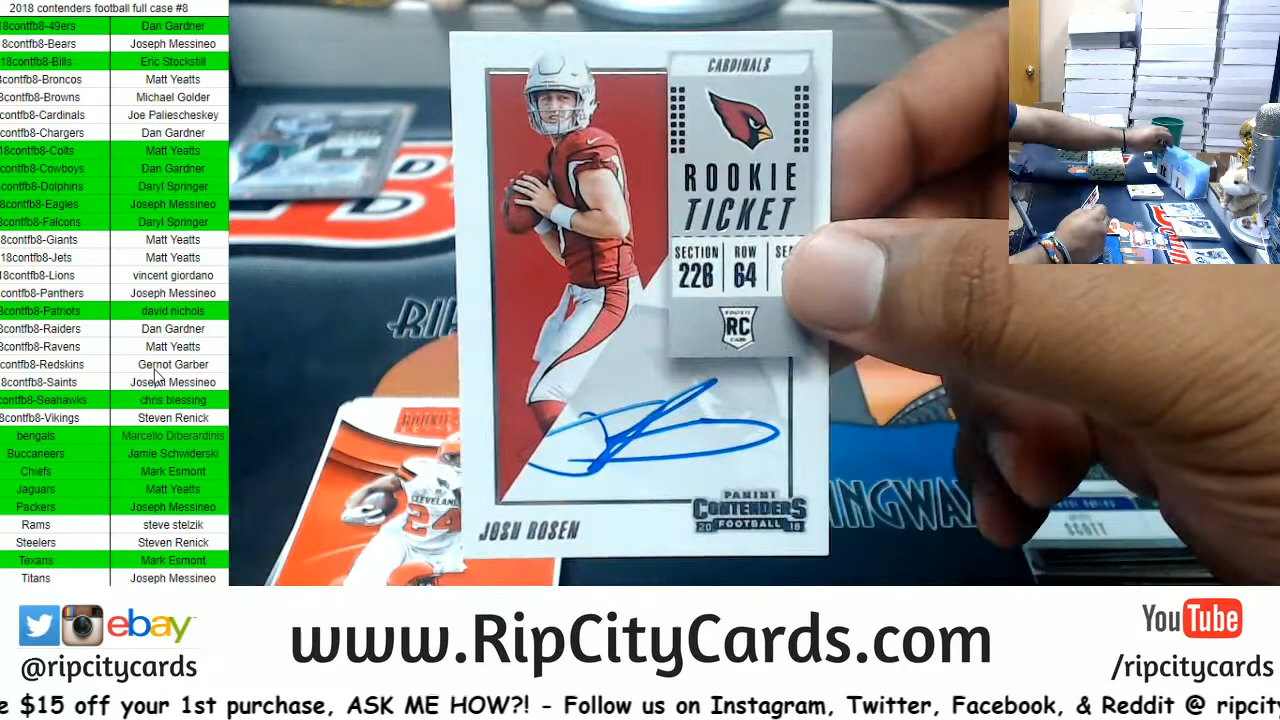 2018 contenders football full case #8
18contfb8-49ers Dan Gardner
8contfb8-Bears Joseph Messineo
18contfb8-Bills Eric Stockstill
8contfb8-Broncos Matt Yeatts
8contfb8-Browns Michael Golder
contfb8-Cardinals Joe Paliescheskey
contfb8-Chargers Dan Gardner
18contfb8-Colts Matt Yeatts
contfb8-Cowboys Dan Gardner
8contfb8-Dolphins Daryl Springer
8contfb8-Eagles Joseph Messineo
8contfb8-Falcons Daryl Springer
8contfb8-Giants Matt Yeatts
18contfb8-Jets Matt Yeatts
18contfb8-Lions vincent giordano
contfb8-Panthers Joseph Messineo
8contfb8-Patriots david nichols
8contfb8-Raiders Dan Gardner
8contfb8-Ravens Matt Yeatts
contfb8-Redskins Gernot Garber
8contfb8-Saints Joseph Messineo
contfb8-Seahawks chris blessing
8contfb8-Vikings Steven Renick
bengals Marcello Diberardinis
Buccaneers Jamie Schwiderski
Chiefs Mark Esmont
Jaguars Matt Yeatts
Packers Joseph Messineo
Rams steve stelzik
Steelers Steven Renick
Texans Mark Esmont
Titans Joseph Messineo
CARDINALS
ROOKIE
TICKET
SECTION ROW
228 64
RC
PANINI
CONTENDERS
2018 FOOTBALL
JOSH ROSEN
RIP
CLEVELAND
24
INGWAY
SCOTT
ebay
@ripcitycards
www.RipCityCards.com
YouTube
/ripcitycards
e $15 off your 1st purchase, ASK ME HOW?! - Follow us on Instagram, Twitter, Facebook, & Reddit @ ripcity